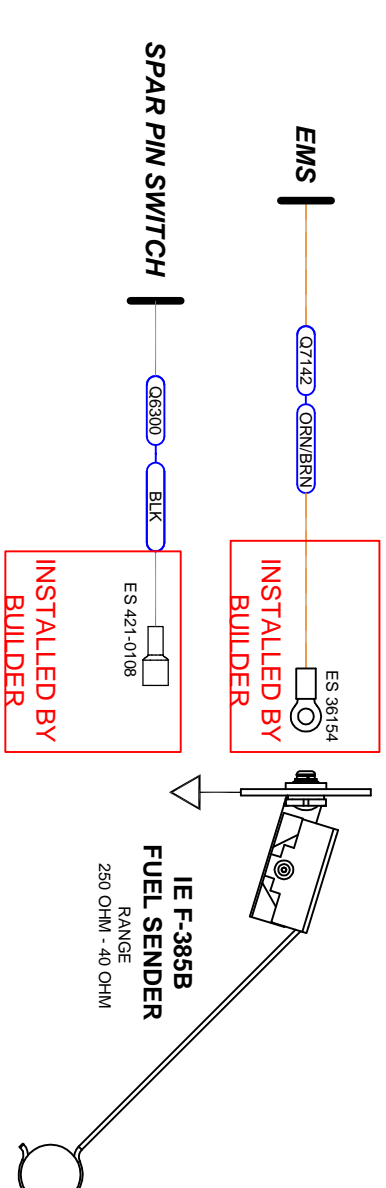 EMS
Q7142
ORN/BRN
INSTALLED BY
BUILDER
ES 36154
SPAR PIN SWITCH
Q6300
BLK
INSTALLED BY
BUILDER
ES 421-0108
IE F-385B
FUEL SENDER
RANGE
250 OHM - 40 OHM